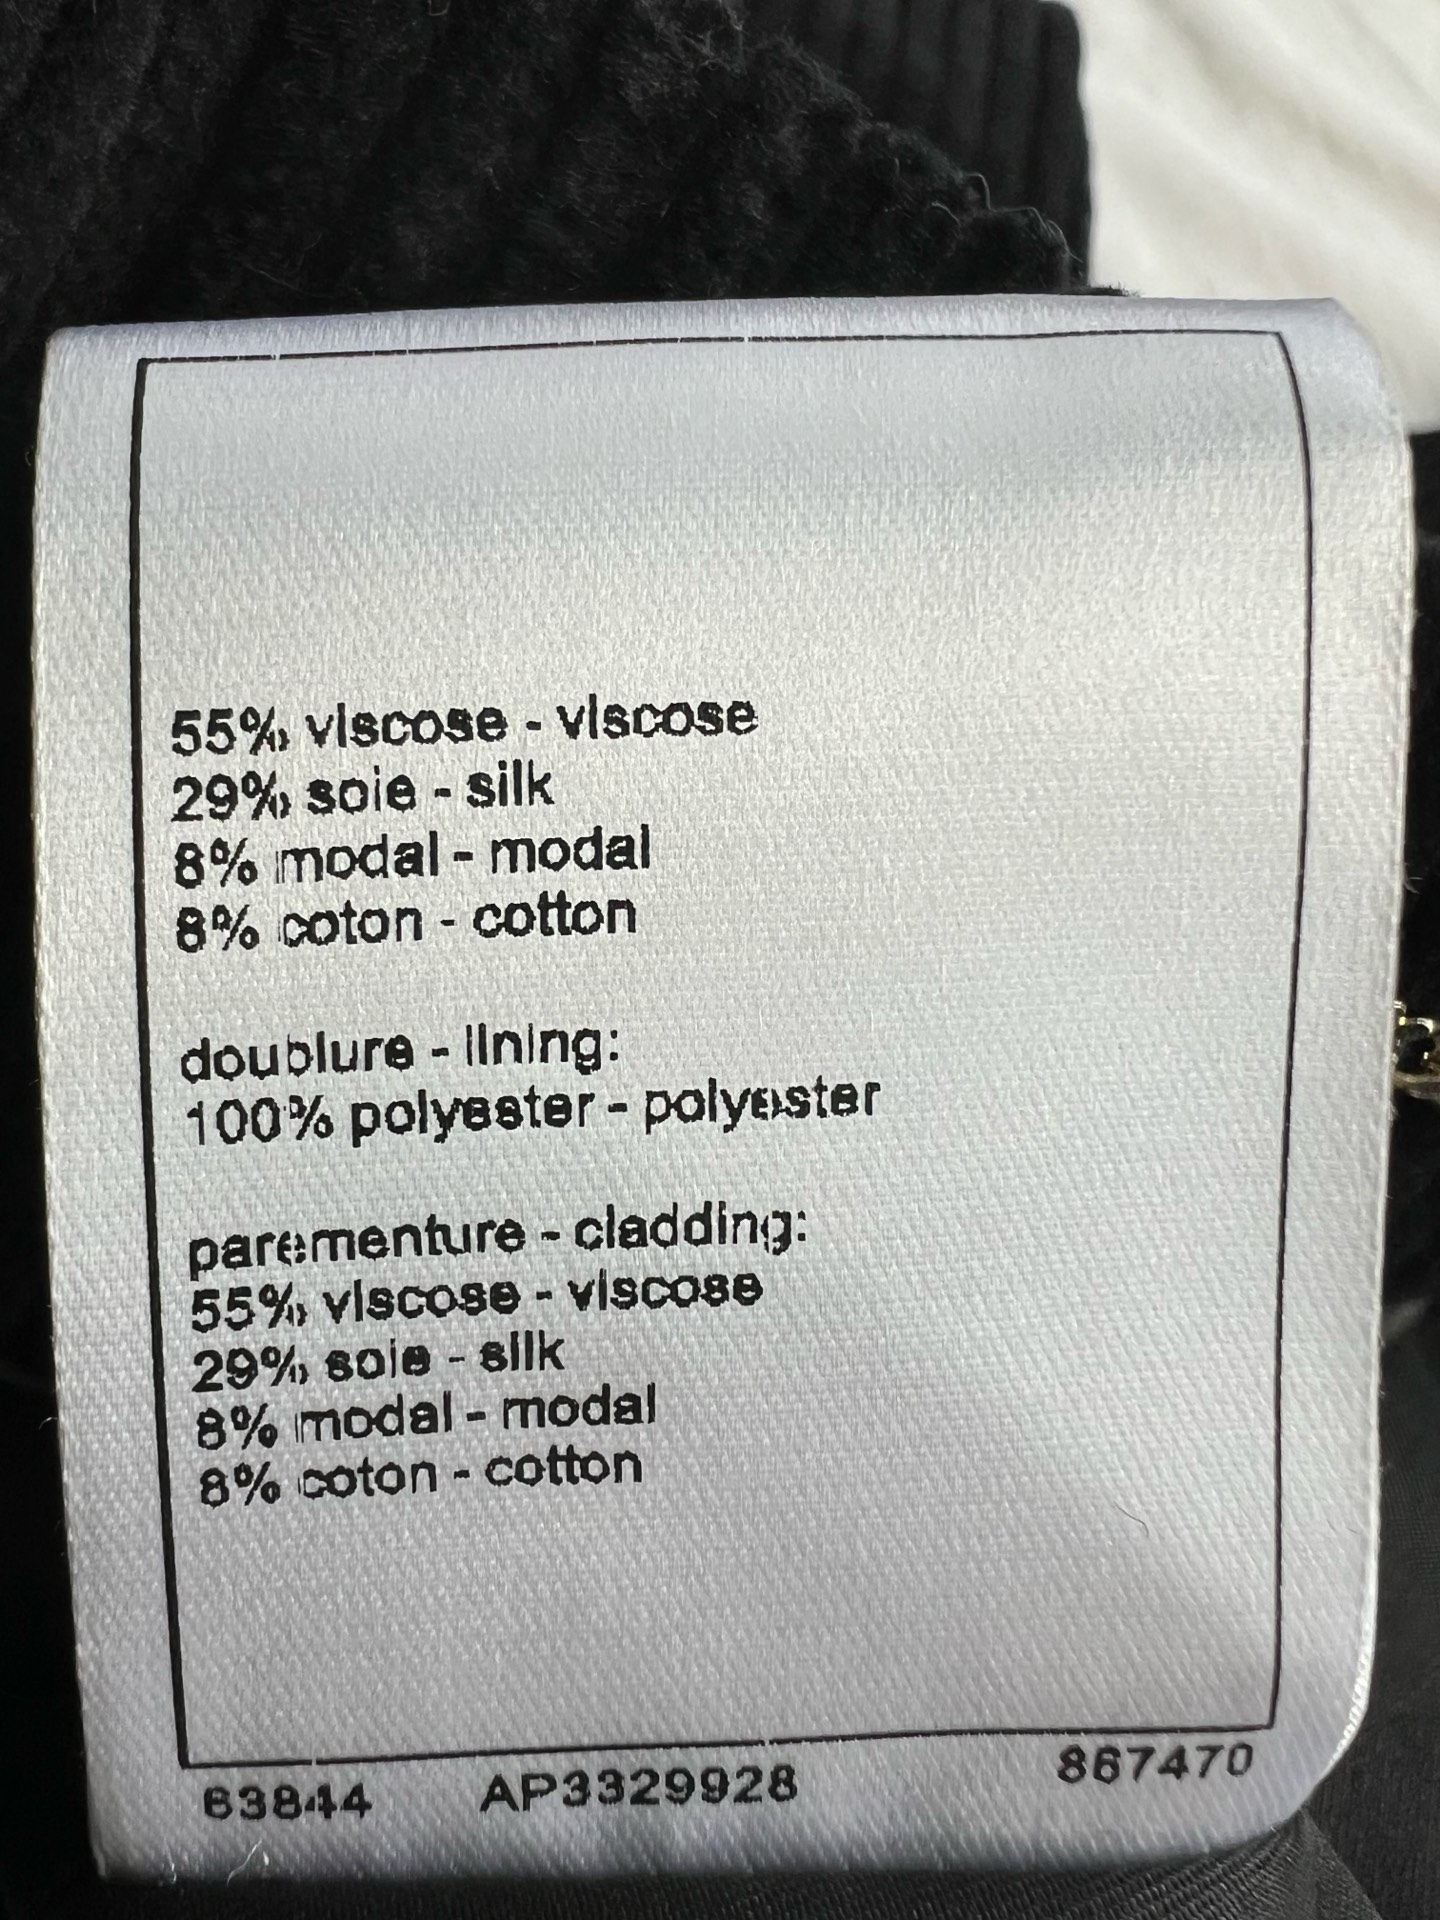 55% viscose - viscose
29% soie - silk
8% modal - modal
8% coton - cotton
doublure - lining:
100% polyester - polyester
parementure - cladding:
55% viscose - viscose
29% soie - silk
8% modal - modal
8% coton - cotton
63844 AP3329928 867470